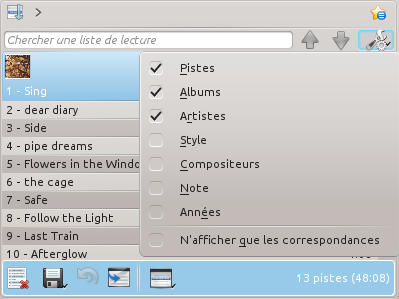 Chercher une liste de lecture
1 - Sing
2 - dear diary
3 - Side
4 - pipe dreams
5 - Flowers in the Windo
6 - the cage
7 - Safe
8 - Follow the Light
9 - Last Train
10 - Afterglow
Pistes
Albums
Artistes
Style
Compositeurs
Note
Années
N'afficher que les correspondances
13 pistes (48:08)